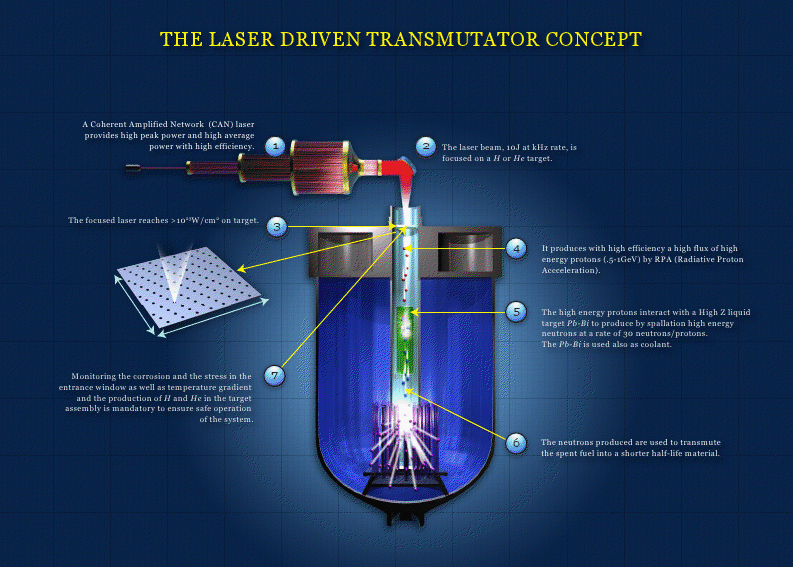 THE LASER DRIVEN TRANSMUTATOR CONCEPT
A Coherent Amplified Network (CAN) laser
provides high peak power and high average
power with high efficiency.
1
2
The laser beam, 10J at kHz rate, is
focused on a H or He target.
The focused laser reaches >10²³W/cm² on target.
3
4
It produces with high efficiency a high flux of high
energy protons (.5-1GeV) by RPA (Radiative Proton
Accceleration).
5
The high energy protons interact with a High Z liquid
target Pb-Bi to produce by spallation high energy
neutrons at a rate of 30 neutrons/protons.
The Pb-Bi is used also as coolant.
7
Monitoring the corrosion and the stress in the
entrance window as well as temperature gradient
and the production of H and He in the target
assembly is mandatory to ensure safe operation
of the system.
6
The neutrons produced are used to transmute
the spent fuel into a shorter half-life material.